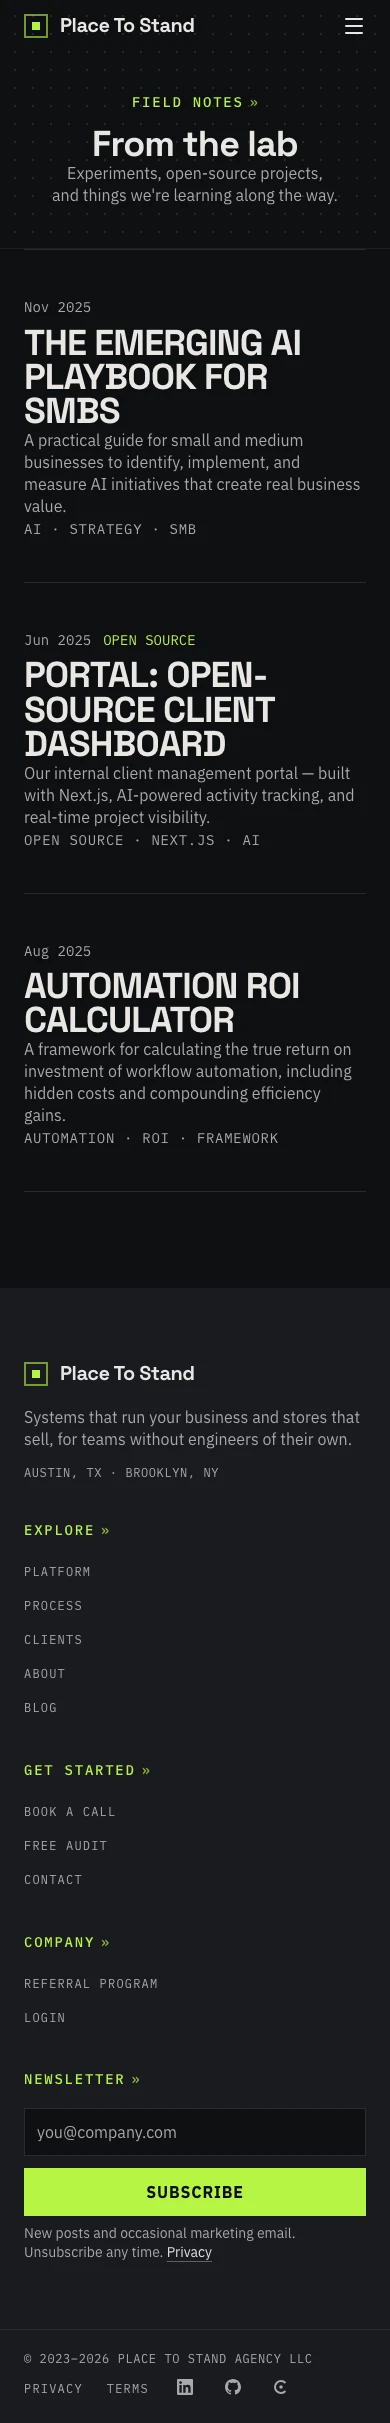 Place To Stand
FIELD NOTES »
From the lab
Experiments, open-source projects,
and things we're learning along the way.
Nov 2025
THE EMERGING AI
PLAYBOOK FOR
SMBS
A practical guide for small and medium
businesses to identify, implement, and
measure AI initiatives that create real business
value.
AI · STRATEGY · SMB
Jun 2025 OPEN SOURCE
PORTAL: OPEN-
SOURCE CLIENT
DASHBOARD
Our internal client management portal — built
with Next.js, AI-powered activity tracking, and
real-time project visibility.
OPEN SOURCE · NEXT.JS · AI
Aug 2025
AUTOMATION ROI
CALCULATOR
A framework for calculating the true return on
investment of workflow automation, including
hidden costs and compounding efficiency
gains.
AUTOMATION · ROI · FRAMEWORK
Place To Stand
Systems that run your business and stores that
sell, for teams without engineers of their own.
AUSTIN, TX · BROOKLYN, NY
EXPLORE »
PLATFORM
PROCESS
CLIENTS
ABOUT
BLOG
GET STARTED »
BOOK A CALL
FREE AUDIT
CONTACT
COMPANY »
REFERRAL PROGRAM
LOGIN
NEWSLETTER »
you@company.com
SUBSCRIBE
New posts and occasional marketing email.
Unsubscribe any time. Privacy
© 2023–2026 PLACE TO STAND AGENCY LLC
PRIVACY TERMS